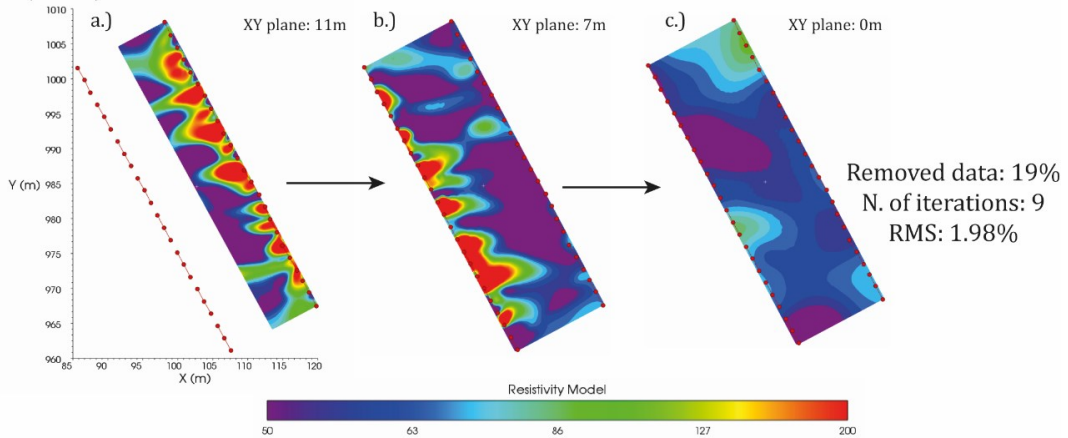 a.)
XY plane: 11m
b.)
XY plane: 7m
c.)
XY plane: 0m
1010
1005
1000
995
990
985
980
975
970
965
960
Y (m)
85
90
95
100
105
110
115
120
X (m)
Removed data: 19%
N. of iterations: 9
RMS: 1.98%
Resistivity Model
50
63
86
127
200